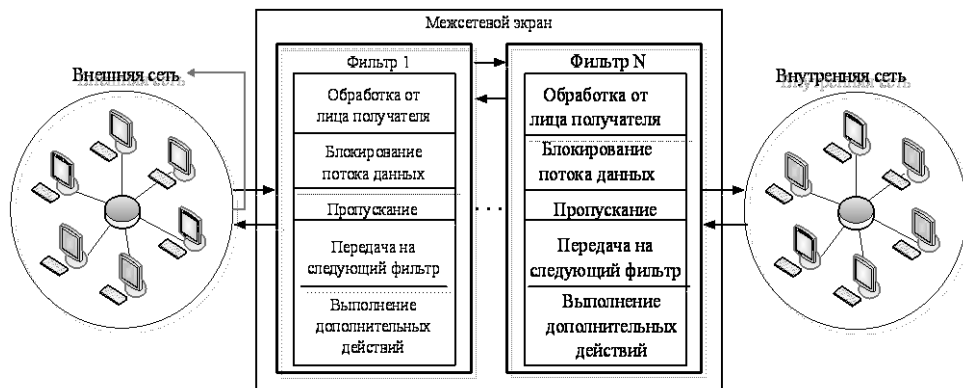 Межсетевой экран
Внешняя сеть
Фильтр 1
Обработка от
лица получателя
Блокирование
потока данных
Пропускание
Передача на
следующий фильтр
Выполнение
дополнительных
действий
. . .
Фильтр N
Обработка от
лица получателя
Блокирование
потока данных
Пропускание
Передача на
следующий фильтр
Выполнение
дополнительных
действий
Внутренняя сеть